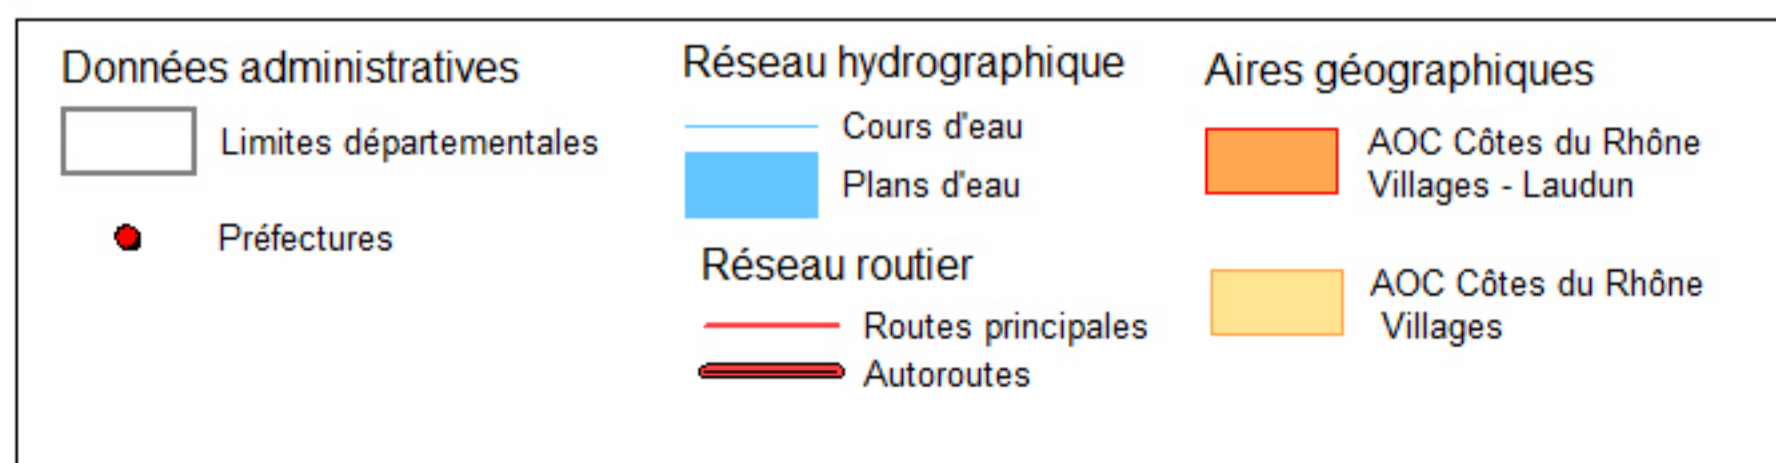 Données administratives
Limites départementales
Préfectures
Réseau hydrographique
Cours d'eau
Plans d'eau
Réseau routier
Routes principales
Autoroutes
Aires géographiques
AOC Côtes du Rhône
Villages - Laudun
AOC Côtes du Rhône
Villages